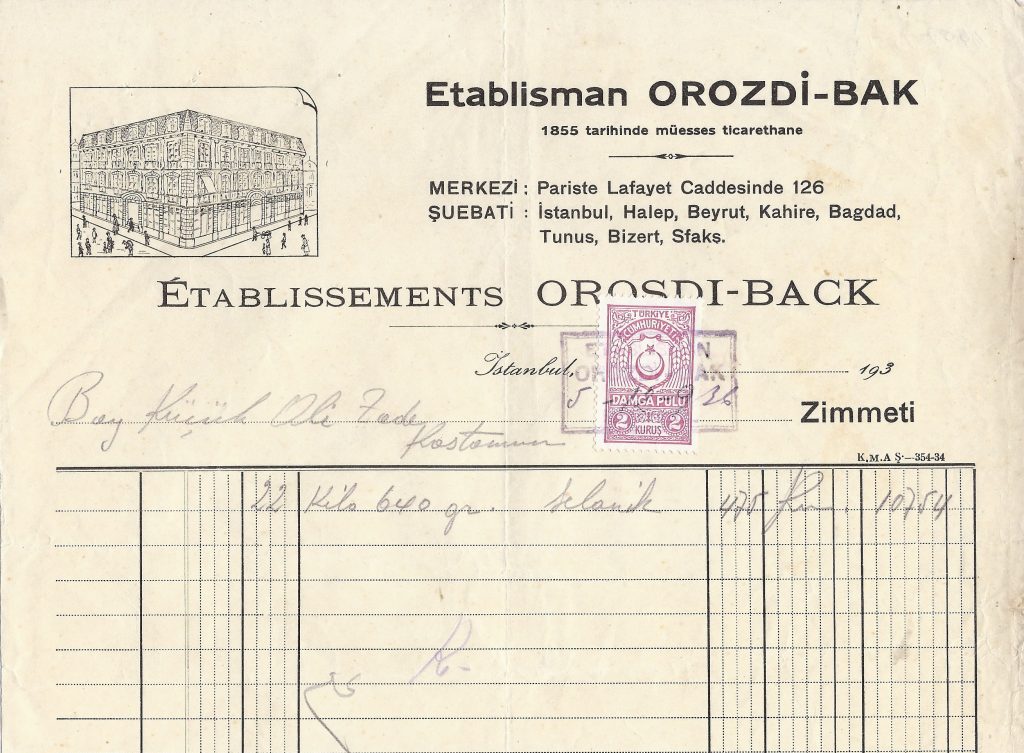 Etablisman OROZDİ-BAK
1855 tarihinde müesses ticarethane
MERKEZİ : Pariste Lafayet Caddesinde 126
ŞUEBATİ : İstanbul, Halep, Beyrut, Kahire, Bagdad,
Tunus, Bizert, Sfakş.
ÉTABLISSEMENTS OROSDI-BACK
TÜRKİYE
CUMHURİYETİ
DAMGA PULU
2 2
KURUŞ
İstanbul, 193
Bay Küçük Ali Zade Zimmeti
Kastamun
K.M.A Ş·—354-34
22 Kilo 640 gr. Selanik 475 10754